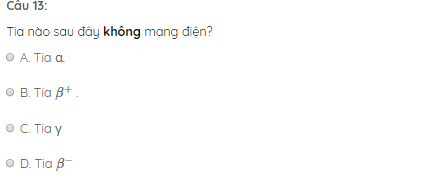 Câu 13:
Tia nào sau đây không mang điện?
A. Tia α.
B. Tia β⁺ .
C. Tia γ
D. Tia β⁻